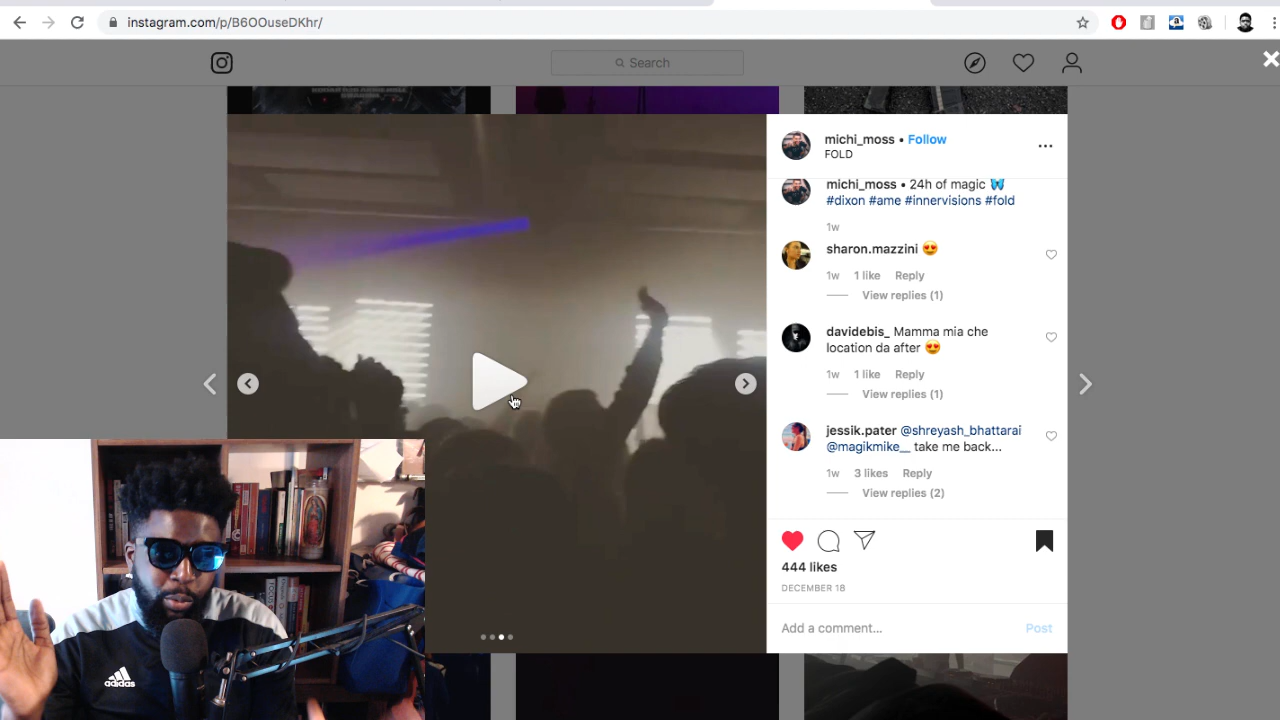 instagram.com/p/B6OOuseDKhr/
Search
michi_moss • Follow
FOLD
michi_moss • 24h of magic 🦋
#dixon #ame #innervisions #fold
1w
sharon.mazzini 😍
1w 1 like Reply
View replies (1)
davidebis_ Mamma mia che
location da after 😍
1w 1 like Reply
View replies (1)
jessik.pater @shreyash_bhattarai
@magikmike__ take me back...
1w 3 likes Reply
View replies (2)
444 likes
DECEMBER 18
Add a comment... Post
adidas